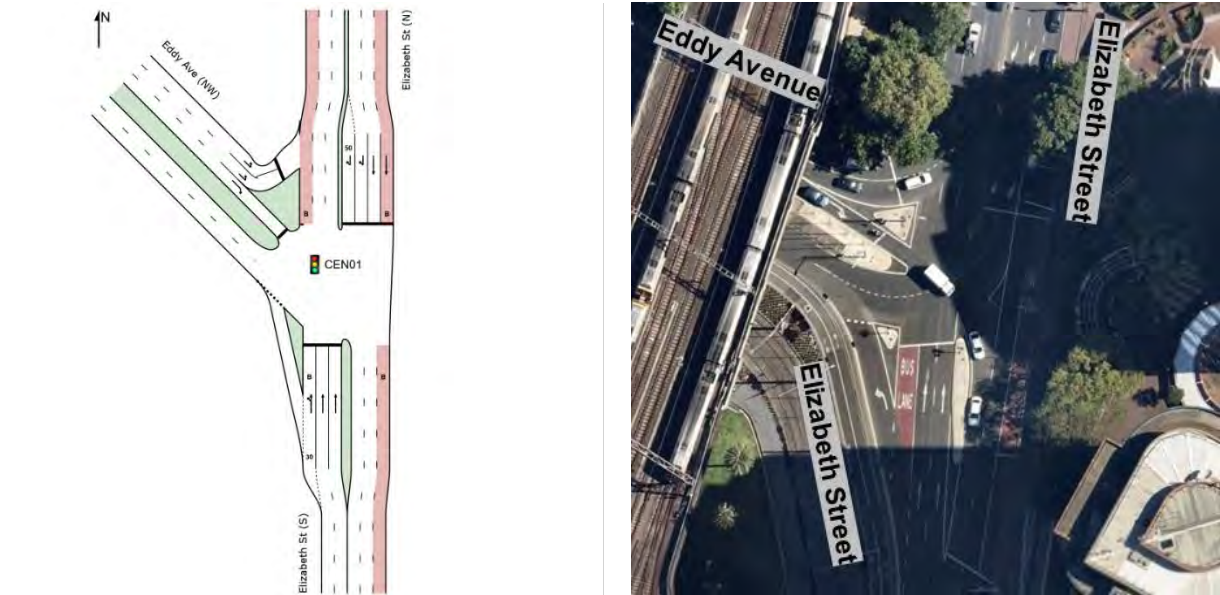 N
Eddy Ave (NW)
Elizabeth St (N)
50
B
B
CEN01
B
B
30
Elizabeth St (S)
Eddy Avenue
Elizabeth Street
BUS
LANE
Elizabeth Street